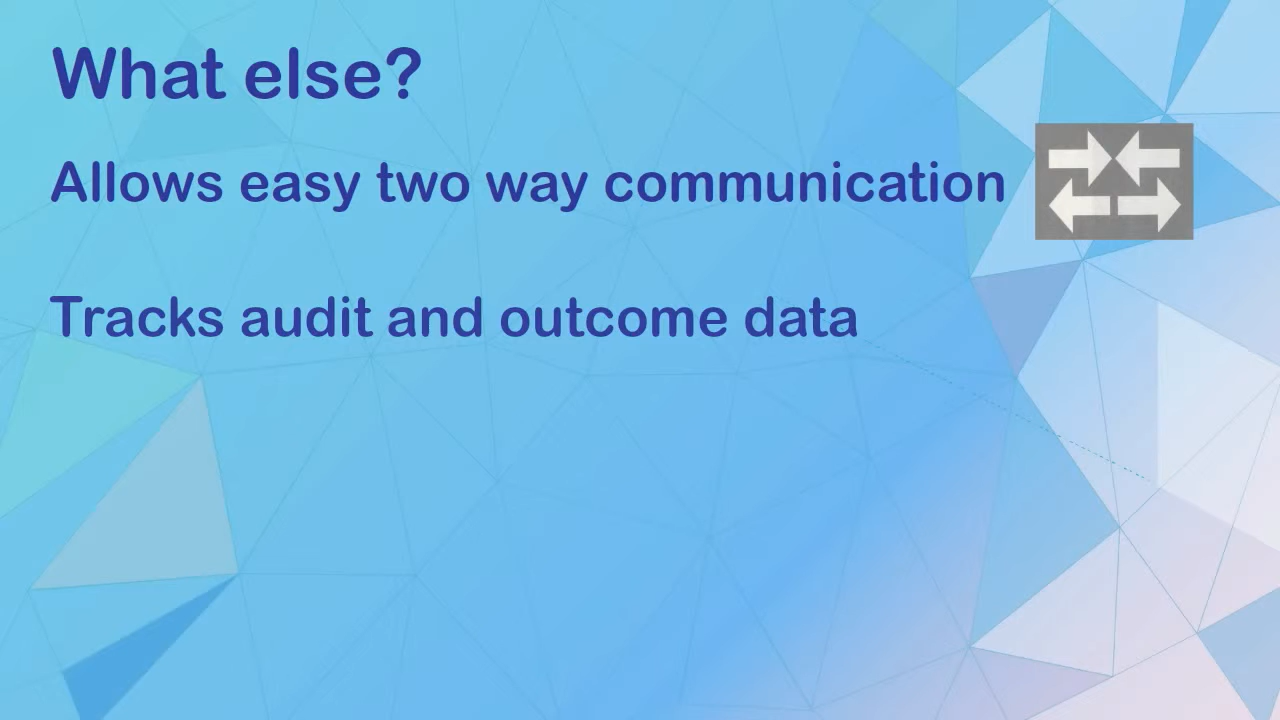 What else?
Allows easy two way communication
Tracks audit and outcome data